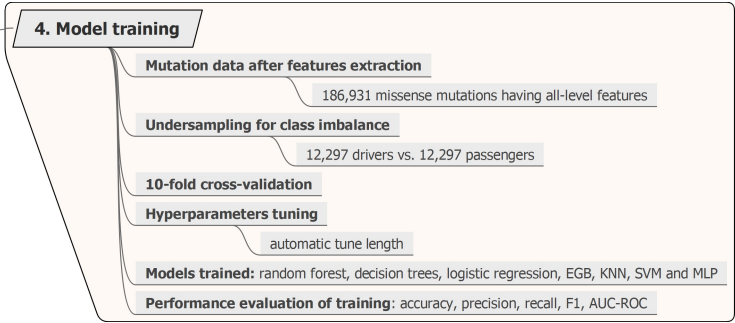 4. Model training
Mutation data after features extraction
186,931 missense mutations having all-level features
Undersampling for class imbalance
12,297 drivers vs. 12,297 passengers
10-fold cross-validation
Hyperparameters tuning
automatic tune length
Models trained: random forest, decision trees, logistic regression, EGB, KNN, SVM and MLP
Performance evaluation of training: accuracy, precision, recall, F1, AUC-ROC